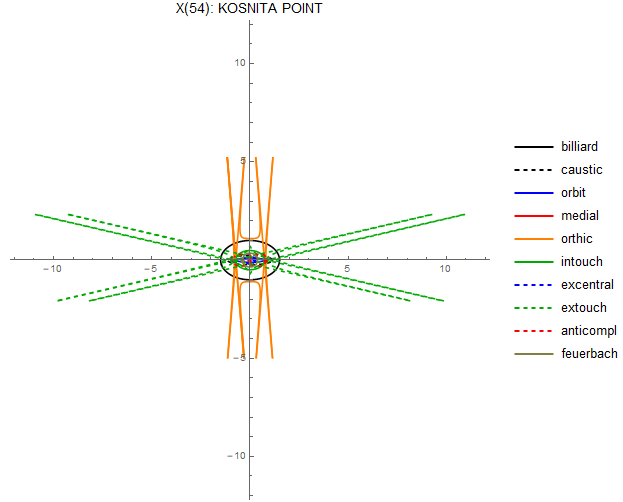 X(54): KOSNITA POINT
10
5
−10
−5
5
10
−5
−10
billiard
caustic
orbit
medial
orthic
intouch
excentral
extouch
anticompl
feuerbach